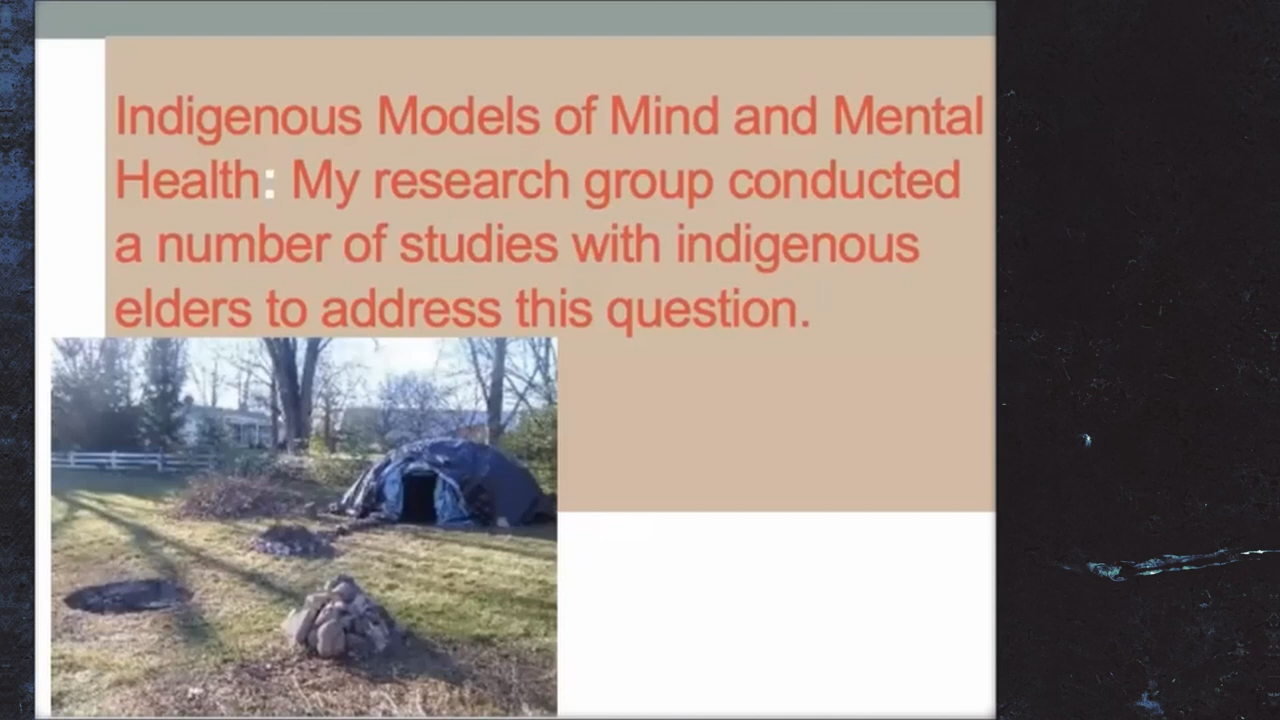 Indigenous Models of Mind and Mental
Health: My research group conducted
a number of studies with indigenous
elders to address this question.